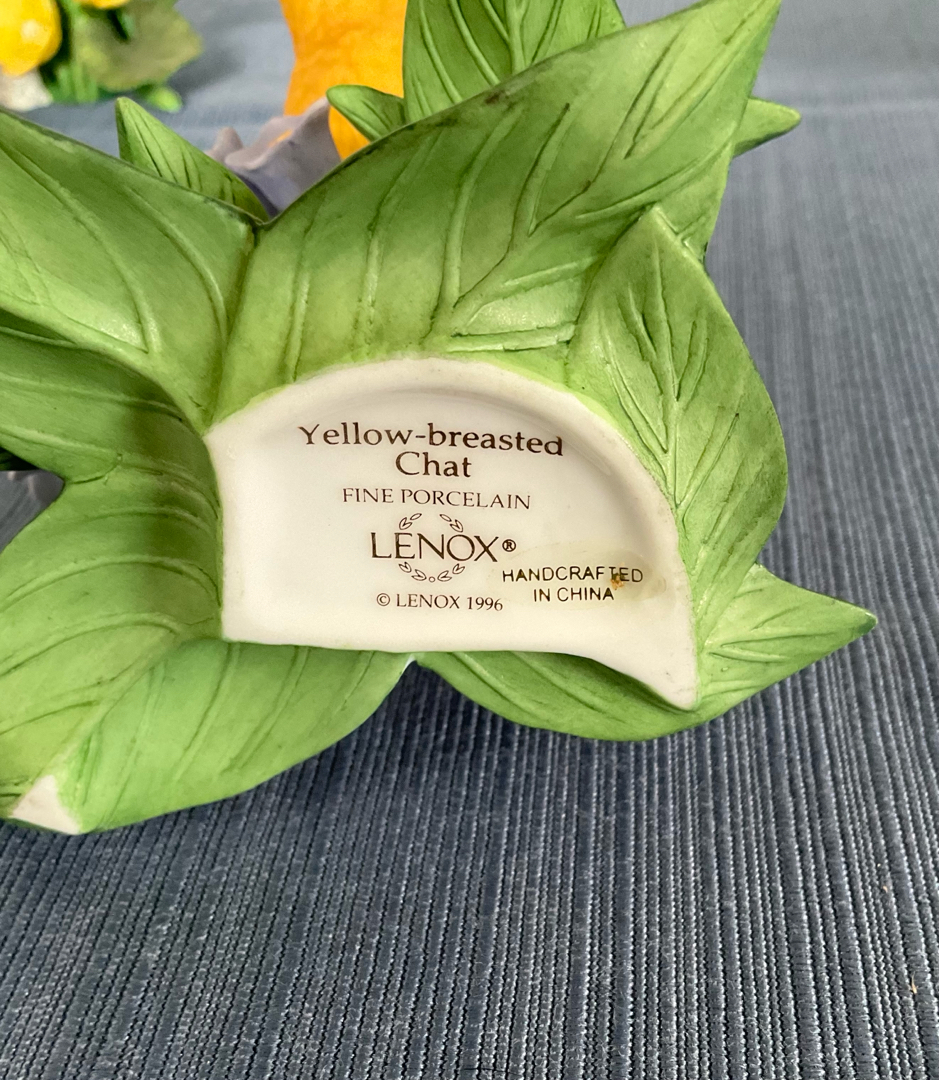 Yellow-breasted
Chat
FINE PORCELAIN
LENOX®
© LENOX 1996
HANDCRAFTED
IN CHINA